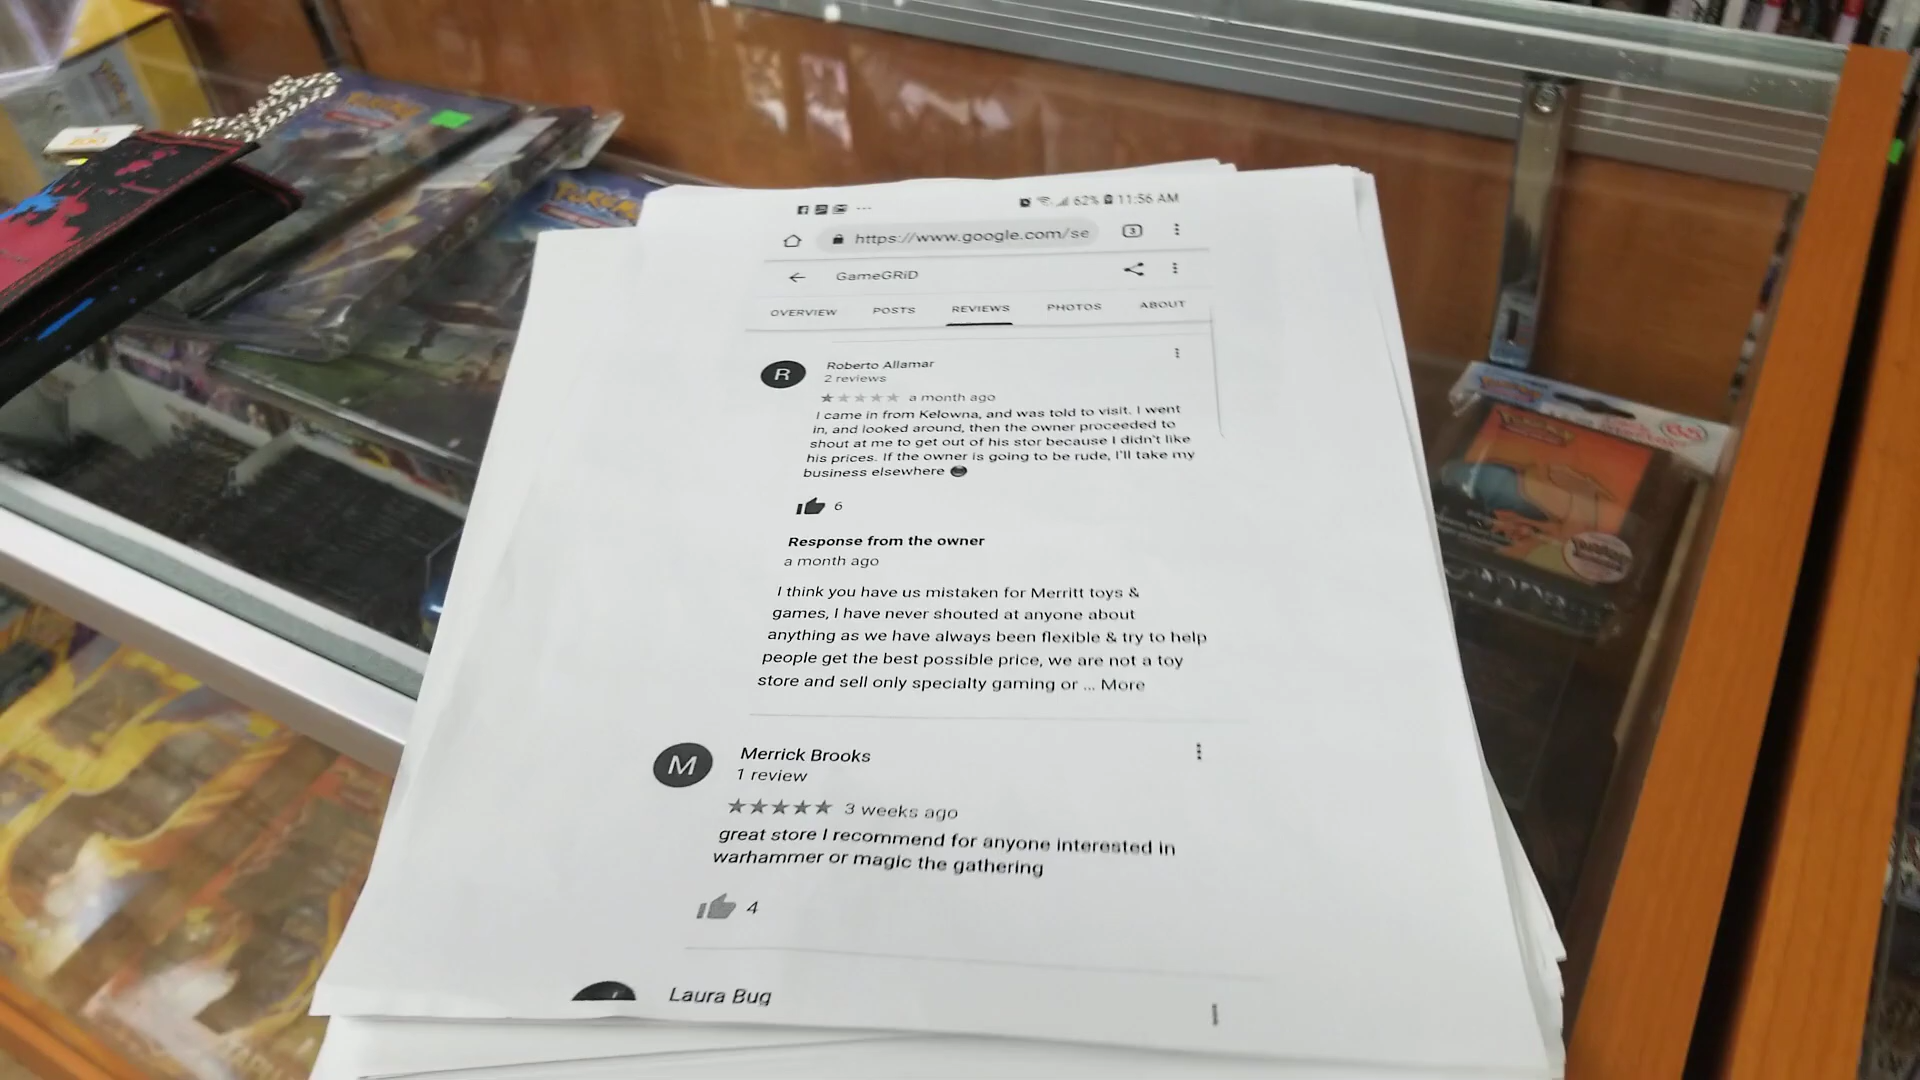 POKÉMON
POKÉMON
62% 11:56 AM
https://www.google.com/se
3
GameGRiD
OVERVIEW POSTS REVIEWS PHOTOS ABOUT
R
Roberto Allamar
2 reviews
a month ago
I came in from Kelowna, and was told to visit. I went
in, and looked around, then the owner proceeded to
shout at me to get out of his stor because I didn't like
his prices. If the owner is going to be rude, I'll take my
business elsewhere
6
Response from the owner
a month ago
I think you have us mistaken for Merritt toys &
games, I have never shouted at anyone about
anything as we have always been flexible & try to help
people get the best possible price, we are not a toy
store and sell only specialty gaming or ... More
M
Merrick Brooks
1 review
3 weeks ago
great store I recommend for anyone interested in
warhammer or magic the gathering
4
Laura Bug
65